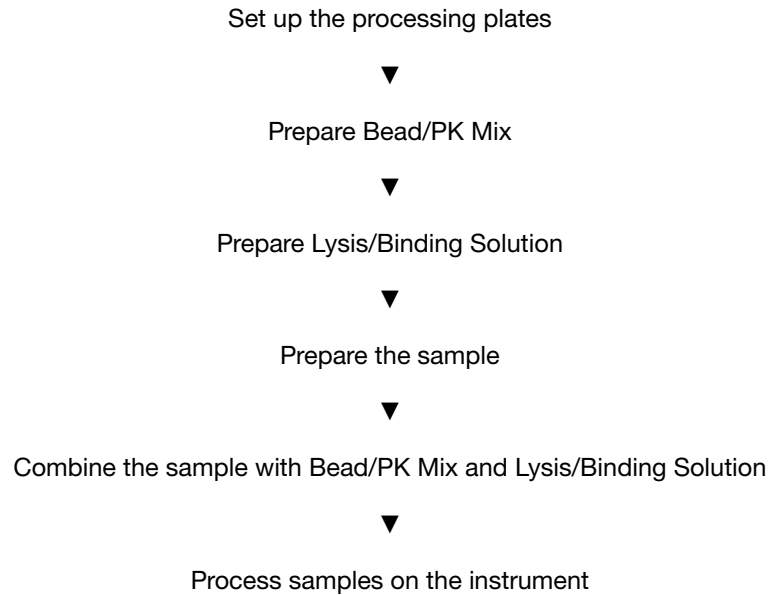 Set up the processing plates
Prepare Bead/PK Mix
Prepare Lysis/Binding Solution
Prepare the sample
Combine the sample with Bead/PK Mix and Lysis/Binding Solution
Process samples on the instrument